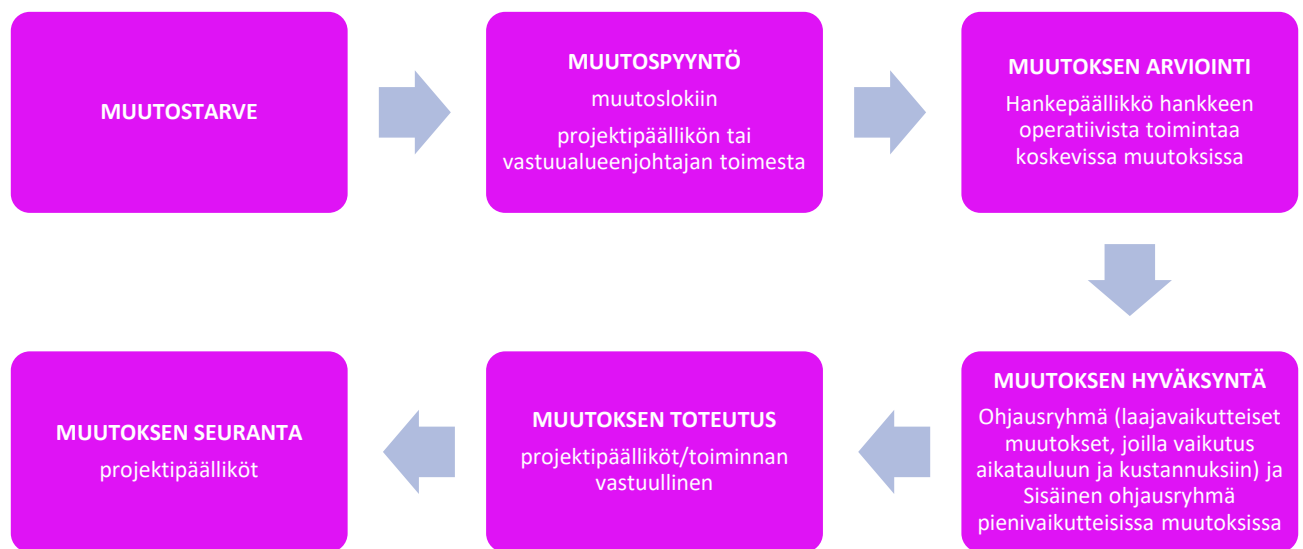 MUUTOSTARVE
MUUTOSPYYNTÖ
muutoslokiin
projektipäällikön tai
vastuualueenjohtajan toimesta
MUUTOKSEN ARVIOINTI
Hankepäällikkö hankkeen
operatiivista toimintaa
koskevissa muutoksissa
MUUTOKSEN HYVÄKSYNTÄ
Ohjausryhmä (laajavaikutteiset
muutokset, joilla vaikutus
aikatauluun ja kustannuksiin) ja
Sisäinen ohjausryhmä
pienivaikutteisissa muutoksissa
MUUTOKSEN TOTEUTUS
projektipäälliköt/toiminnan
vastuullinen
MUUTOKSEN SEURANTA
projektipäälliköt